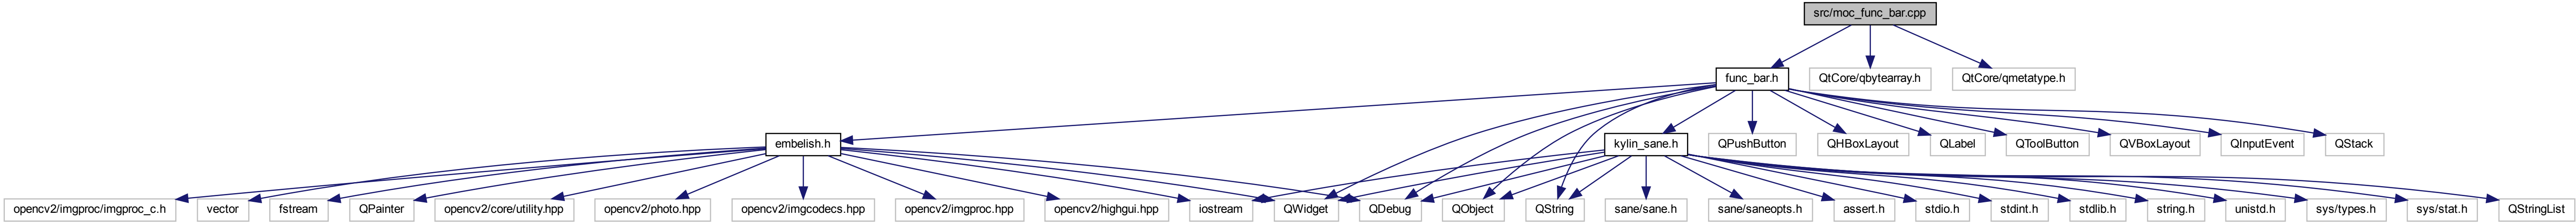 src/moc_func_bar.cpp
func_bar.h
QtCore/qbytearray.h
QtCore/qmetatype.h
embelish.h
kylin_sane.h
QPushButton
QHBoxLayout
QLabel
QToolButton
QVBoxLayout
QInputEvent
QStack
opencv2/imgproc/imgproc_c.h
vector
fstream
QPainter
opencv2/core/utility.hpp
opencv2/photo.hpp
opencv2/imgcodecs.hpp
opencv2/imgproc.hpp
opencv2/highgui.hpp
iostream
QWidget
QDebug
QObject
QString
sane/sane.h
sane/saneopts.h
assert.h
stdio.h
stdint.h
stdlib.h
string.h
unistd.h
sys/types.h
sys/stat.h
QStringList